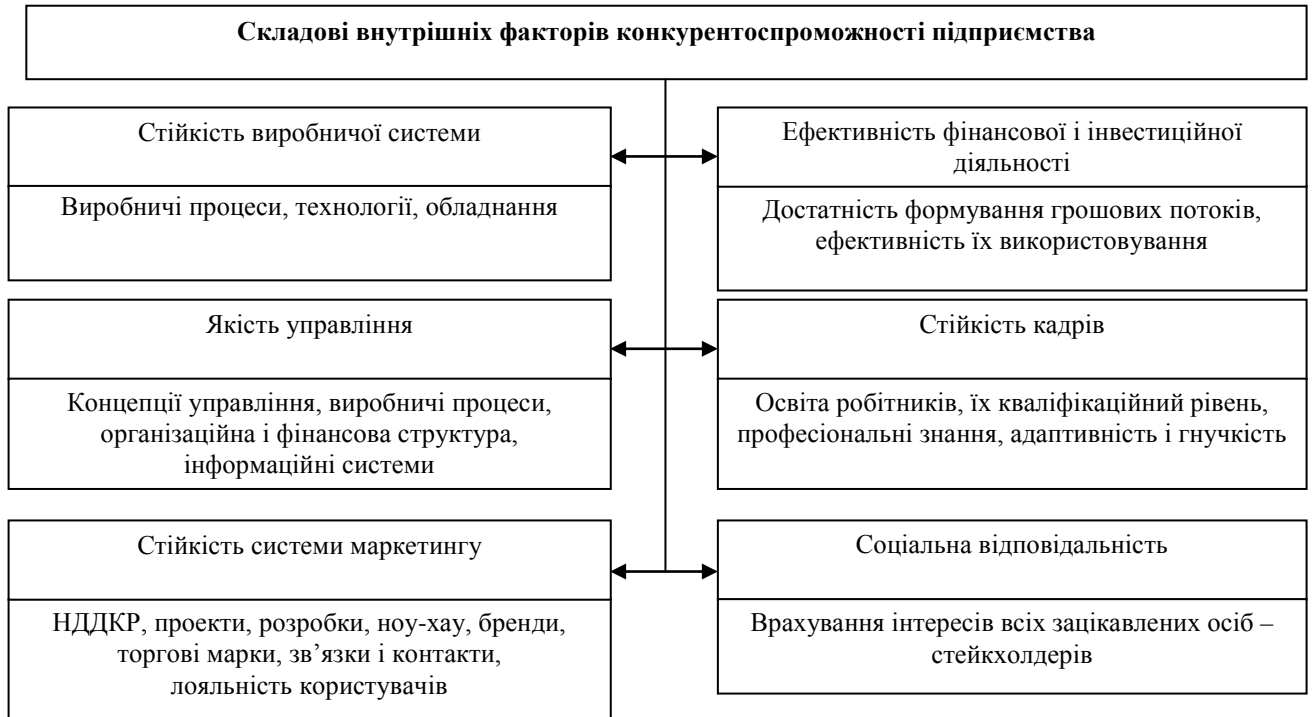 Складові внутрішніх факторів конкурентоспроможності підприємства
Стійкість виробничої системи
Виробничі процеси, технології, обладнання
Ефективність фінансової і інвестиційної
діяльності
Достатність формування грошових потоків,
ефективність їх використовування
Якість управління
Концепції управління, виробничі процеси,
організаційна і фінансова структура,
інформаційні системи
Стійкість кадрів
Освіта робітників, їх кваліфікаційний рівень,
професіональні знання, адаптивність і гнучкість
Стійкість системи маркетингу
НДДКР, проекти, розробки, ноу-хау, бренди,
торгові марки, зв’язки і контакти,
лояльність користувачів
Соціальна відповідальність
Врахування інтересів всіх зацікавлених осіб –
стейкхолдерів